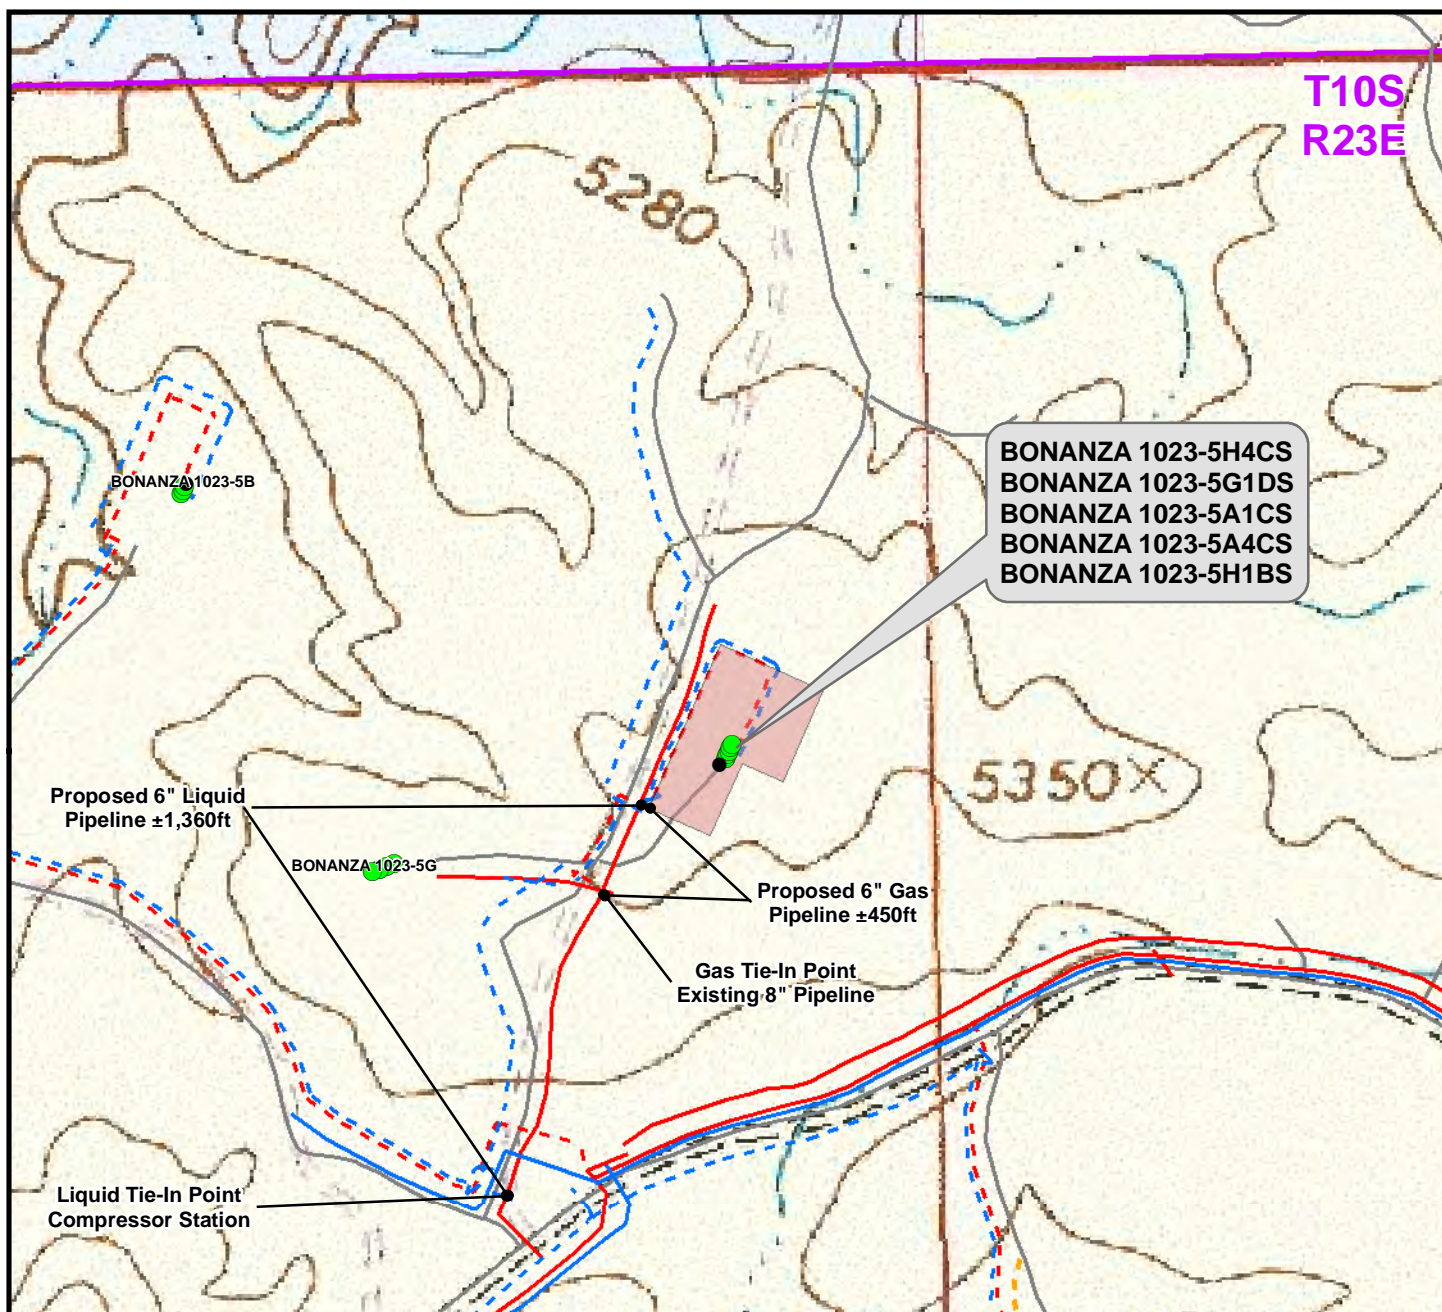 T10S
R23E
5280
BONANZA 1023-5H4CS
BONANZA 1023-5G1DS
BONANZA 1023-5A1CS
BONANZA 1023-5A4CS
BONANZA 1023-5H1BS
BONANZA 1023-5B
5350X
Proposed 6" Liquid
Pipeline ±1,360ft
BONANZA 1023-5G
Proposed 6" Gas
Pipeline ±450ft
Gas Tie-In Point
Existing 8" Pipeline
Liquid Tie-In Point
Compressor Station